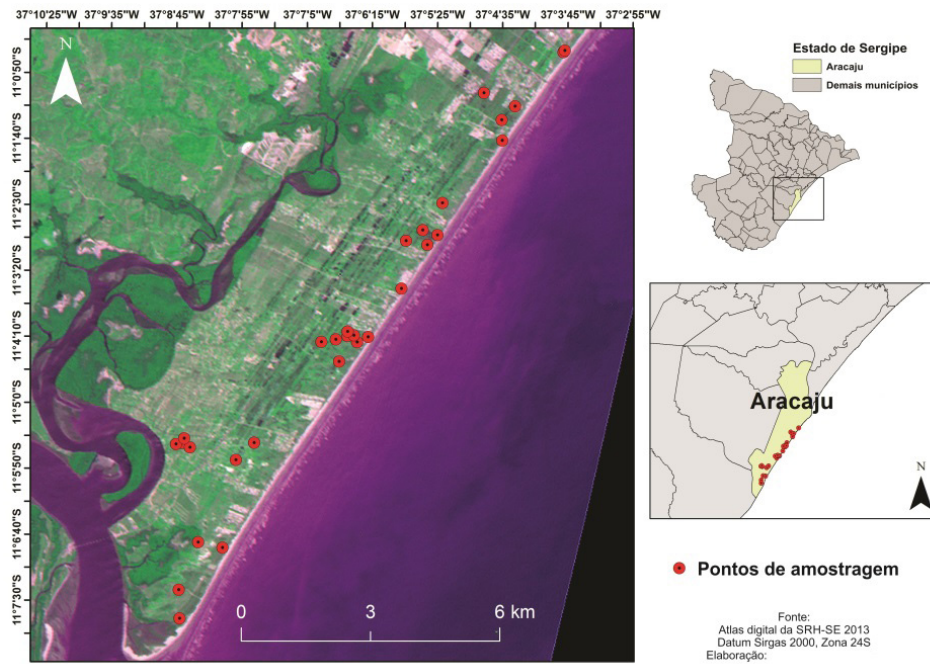 37°10'25"W 37°9'35"W 37°8'45"W 37°7'55"W 37°7'5"W 37°6'15"W 37°5'25"W 37°4'35"W 37°3'45"W 37°2'55"W
N
11°0'50"S
11°1'40"S
11°2'30"S
11°3'20"S
11°4'10"S
11°5'0"S
11°5'50"S
11°6'40"S
11°7'30"S
0 3 6 km
Estado de Sergipe
Aracaju
Demais municípios
Aracaju
N
Pontos de amostragem
Fonte:
Atlas digital da SRH-SE 2013
Datum Sirgas 2000, Zona 24S
Elaboração: